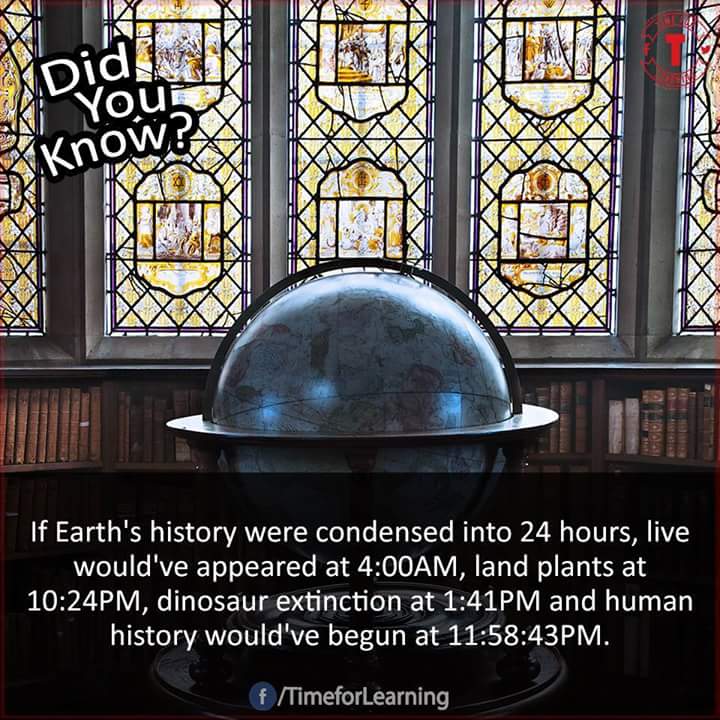 Did
You
Know?
T
If Earth's history were condensed into 24 hours, live
would've appeared at 4:00AM, land plants at
10:24PM, dinosaur extinction at 1:41PM and human
history would've begun at 11:58:43PM.
f /TimeforLearning